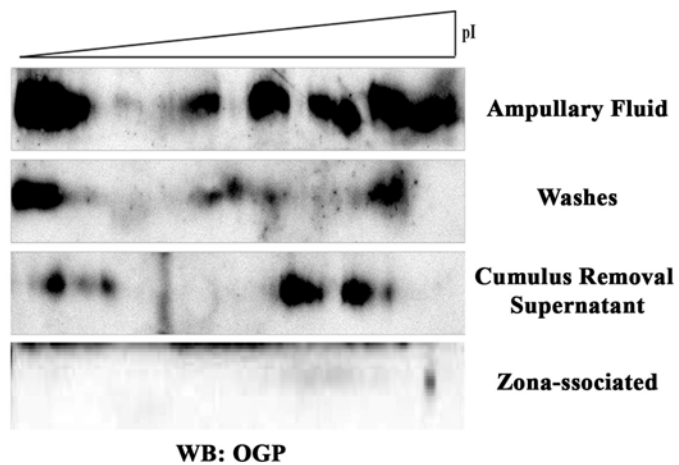 pI
Ampullary Fluid
Washes
Cumulus Removal
Supernatant
Zona-ssociated
WB: OGP